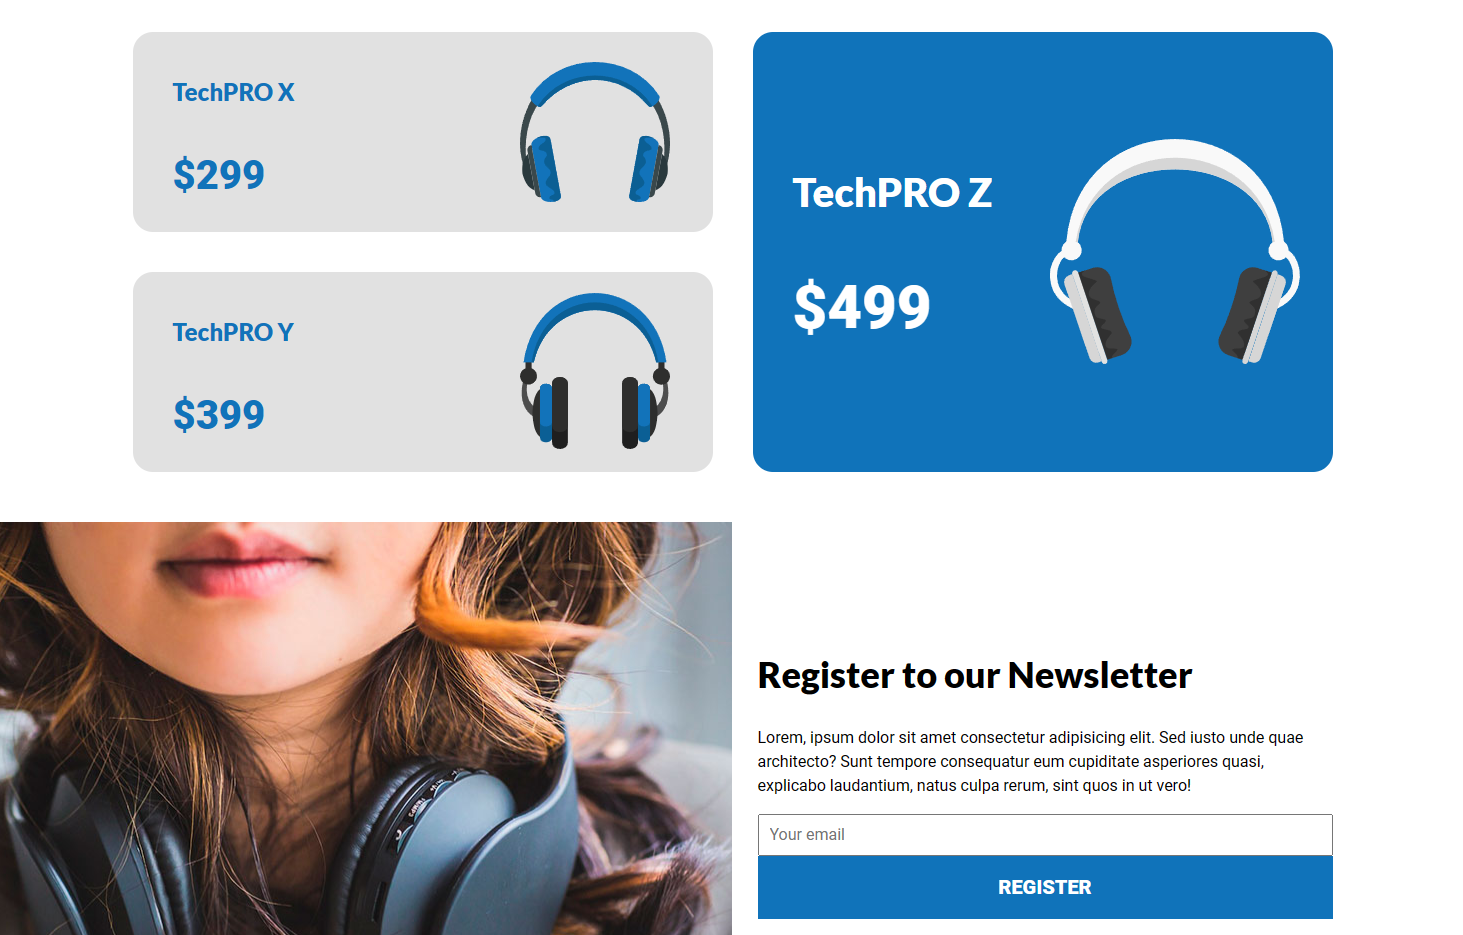 TechPRO X
$299
TechPRO Y
$399
TechPRO Z
$499
Register to our Newsletter
Lorem, ipsum dolor sit amet consectetur adipisicing elit. Sed iusto unde quae
architecto? Sunt tempore consequatur eum cupiditate asperiores quasi,
explicabo laudantium, natus culpa rerum, sint quos in ut vero!
Your email
REGISTER